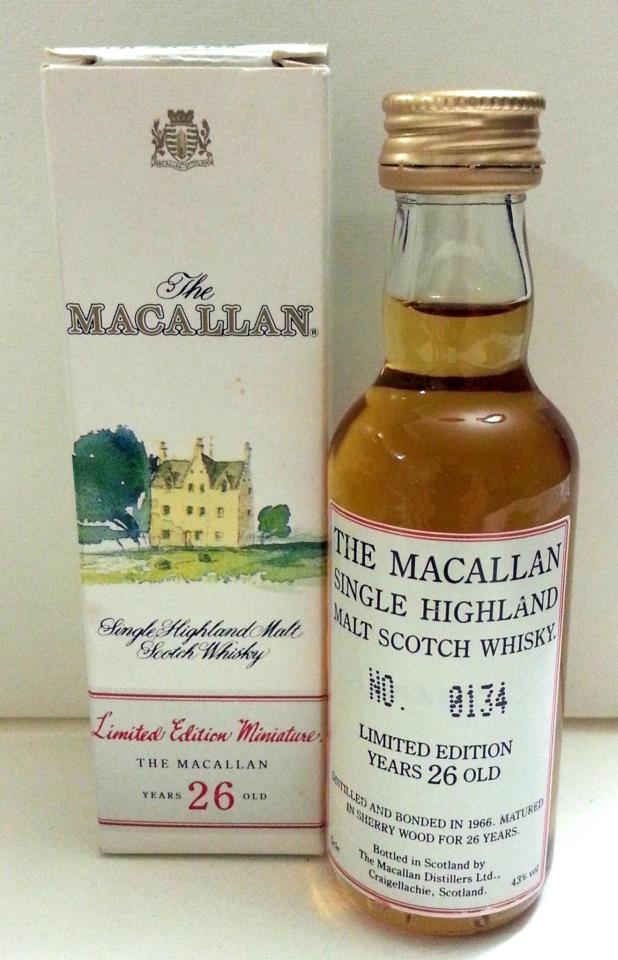 The
MACALLAN®
Single Highland Malt
Scotch Whisky
Limited Edition Miniature.
THE MACALLAN
YEARS 26 OLD
THE MACALLAN
SINGLE HIGHLAND
MALT SCOTCH WHISKY.
NO. 0134
LIMITED EDITION
YEARS 26 OLD
DISTILLED AND BONDED IN 1966. MATURED
IN SHERRY WOOD FOR 26 YEARS.
Bottled in Scotland by
The Macallan Distillers Ltd.,
Craigellachie, Scotland.
43% vol